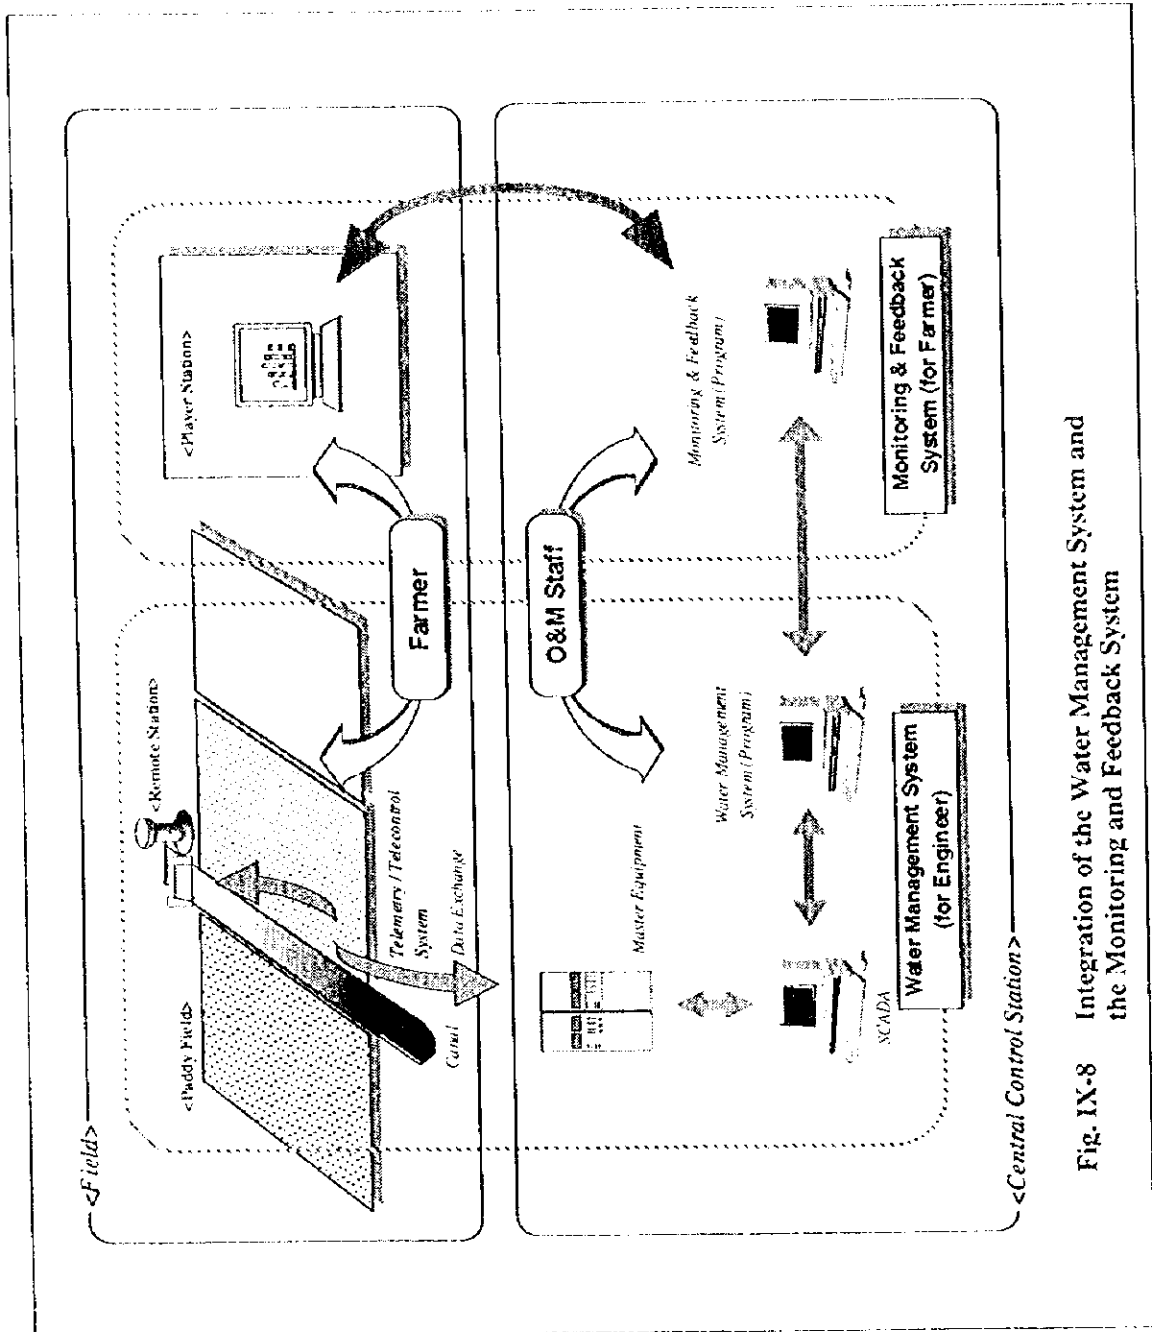 <Field>
<Paddy Field>
<Remote Station>
<Player Station>
Telemetry / Telecontrol
System
Data Exchange
Canal
Farmer
O&M Staff
Master Equipment
Water Management
System (Program)
Monitoring & Fealback
System (Program)
SCADA
Water Management System
(for Engineer)
Monitoring & Feedback
System (for Farmer)
<Central Control Station>
Fig. IX-8 Integration of the Water Management System and
the Monitoring and Feedback System